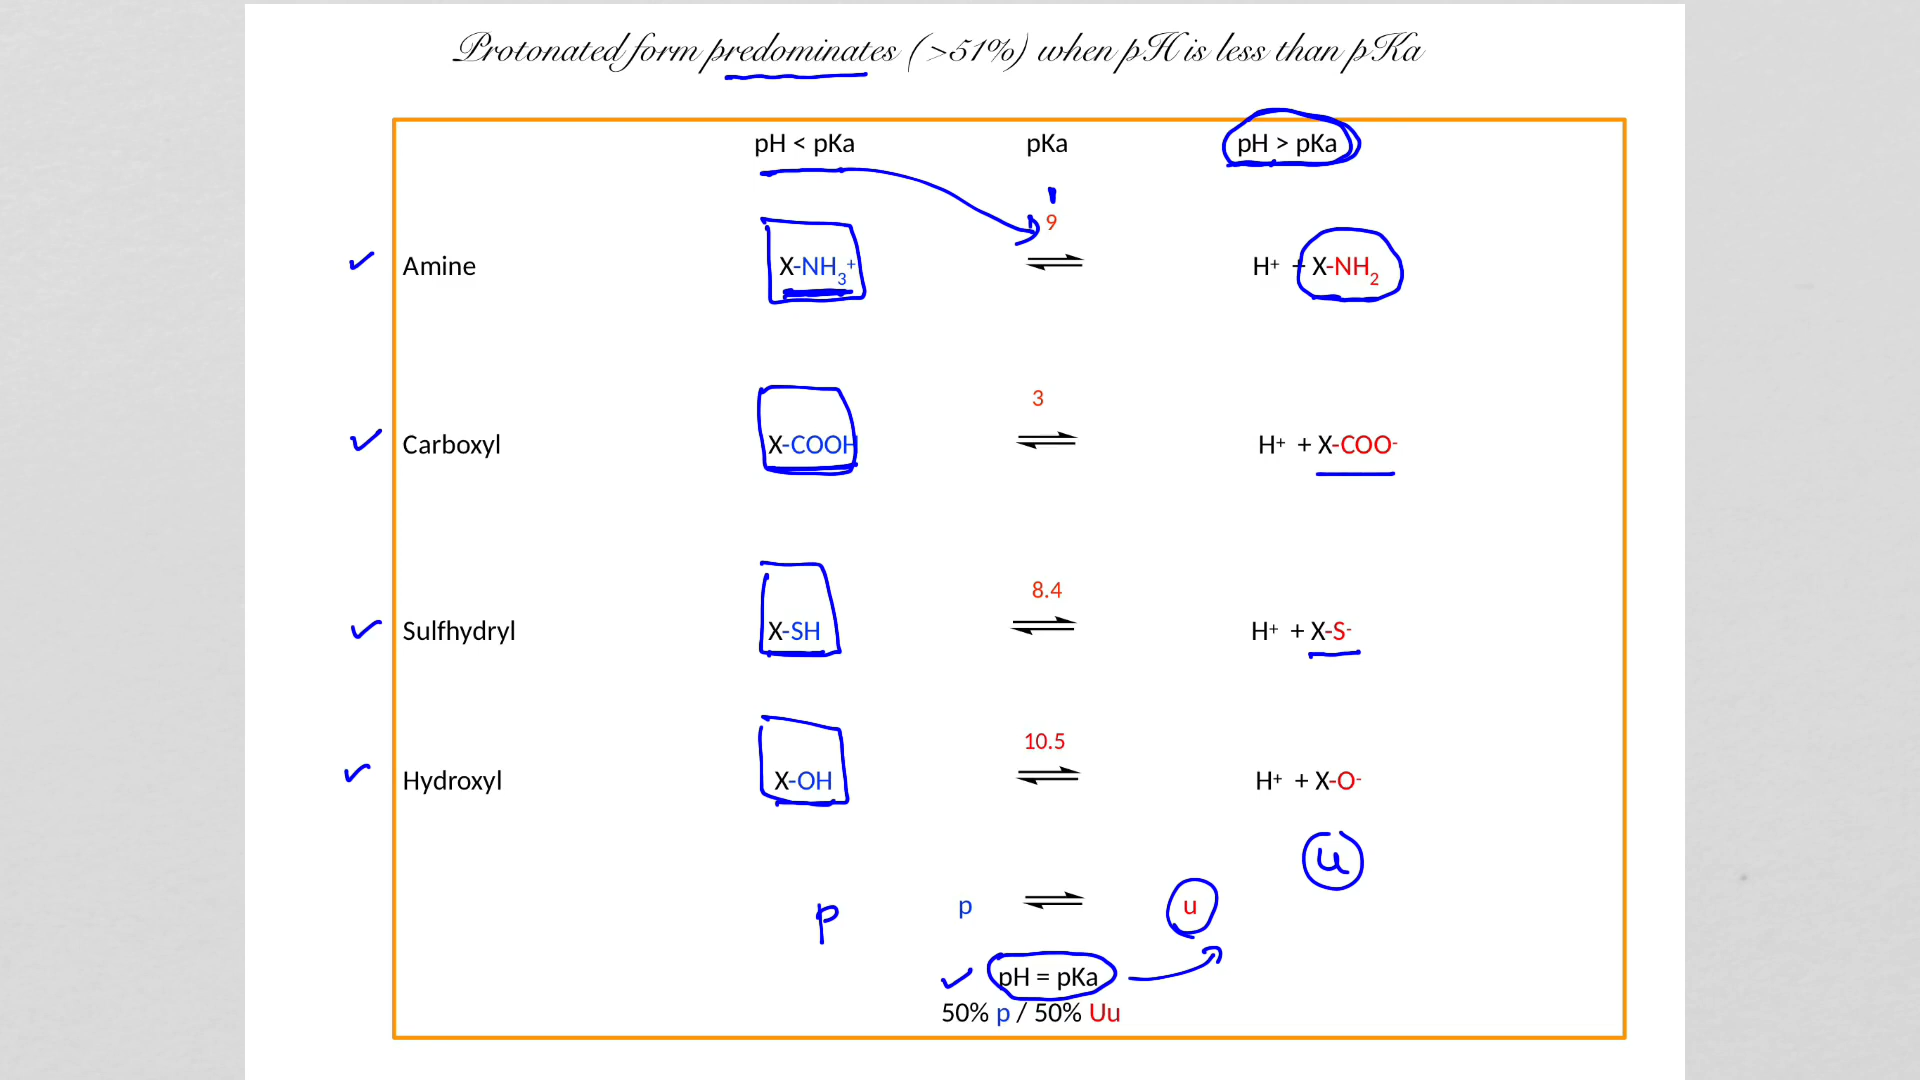 Protonated form predominates (>51%) when pH is less than pKa
pH < pKa pKa pH > pKa
9
Amine X-NH₃⁺ ⇌ H⁺ + X-NH₂
3
Carboxyl X-COOH ⇌ H⁺ + X-COO⁻
8.4
Sulfhydryl X-SH ⇌ H⁺ + X-S⁻
10.5
Hydroxyl X-OH ⇌ H⁺ + X-O⁻
u
p p ⇌ u
pH = pKa
50% p / 50% Uu